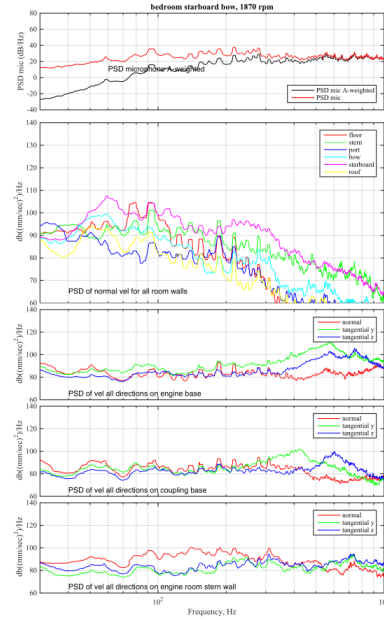 bedroom starboard bow, 1870 rpm
80
60
40
20
0
-20
-40
PSD mic (dB/Hz)
PSD microphone A-weighted
PSD mic A-weighted
PSD mic
140
130
120
110
100
90
80
70
60
db((mm/sec)²)/Hz
floor
stern
port
bow
starboard
roof
PSD of normal vel for all room walls
140
120
100
80
60
db((mm/sec)²)/Hz
normal
tangential y
tangential z
PSD of vel all directions on engine base
140
120
100
80
60
db((mm/sec)²)/Hz
normal
tangential y
tangential z
PSD of vel all directions on coupling base
140
120
100
80
60
db((mm/sec)²)/Hz
normal
tangential y
tangential z
PSD of vel all directions on engine room stern wall
10²
10
Frequency, Hz